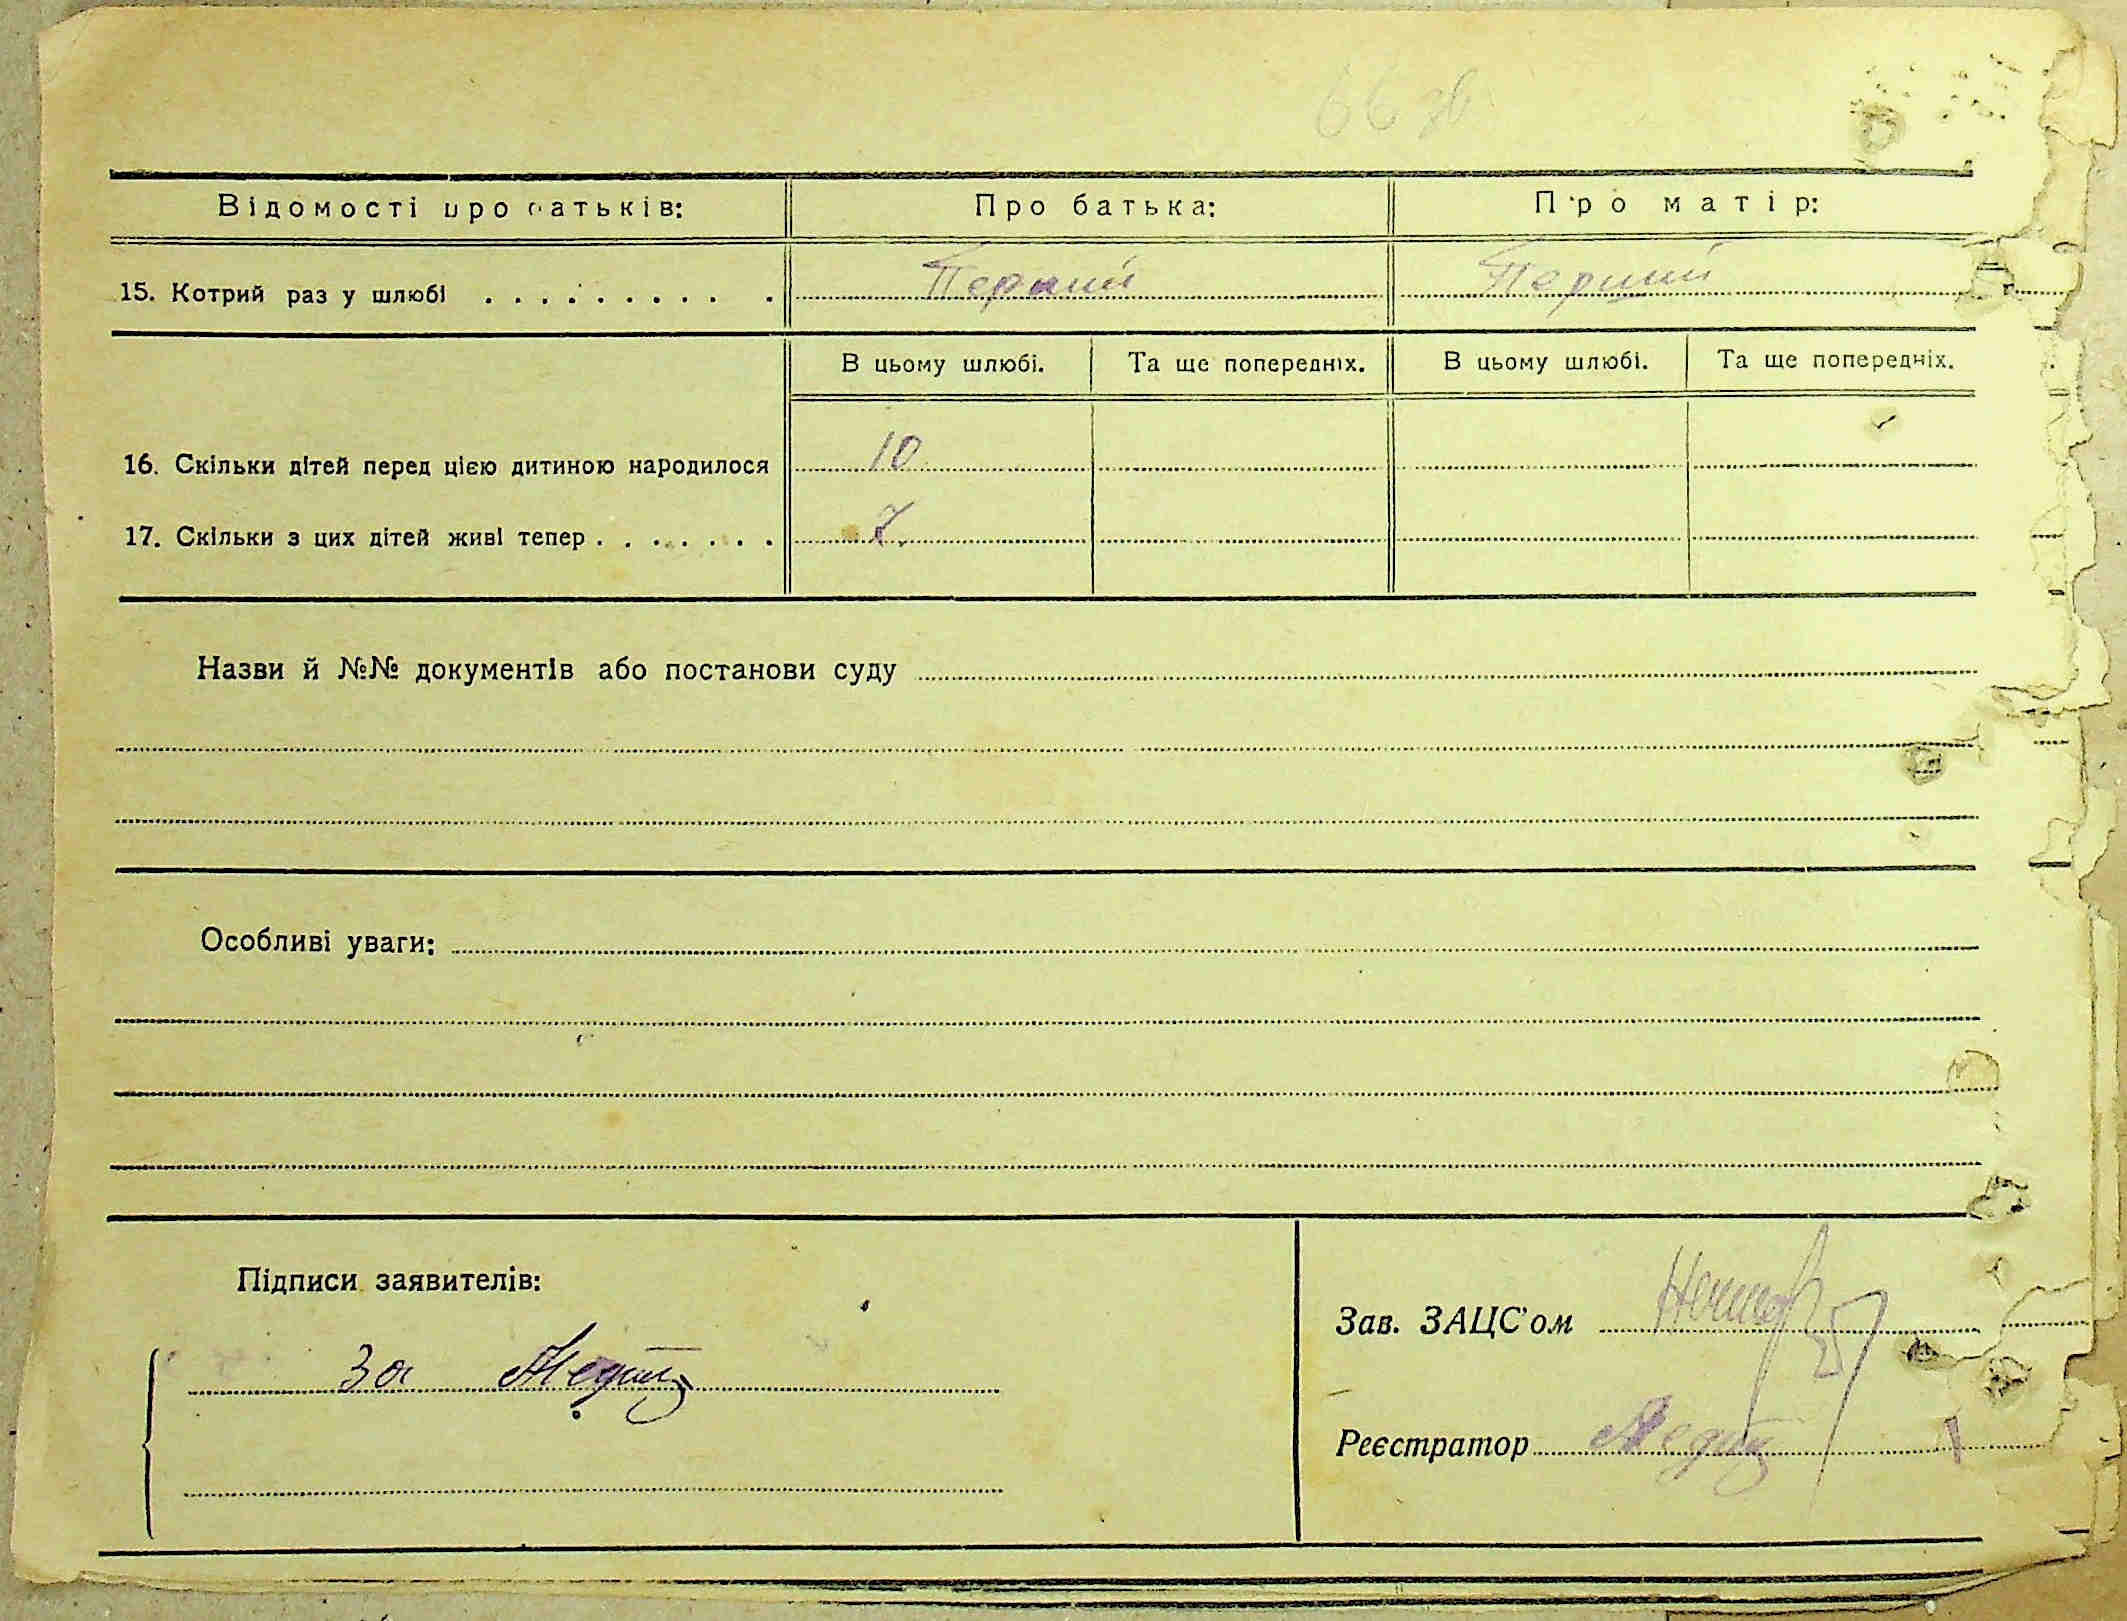 66 зв
Відомості про батьків: Про батька: Про матір:
15. Котрий раз у шлюбі . . . . . . . . . . Перший Перший
В цьому шлюбі. Та ще попередніх. В цьому шлюбі. Та ще попередніх.
16. Скільки дітей перед цією дитиною народилося 10
17. Скільки з цих дітей живі тепер . . . . . . . 7.
Назви й №№ документів або постанови суду
Особливі уваги:
Підписи заявителів:
Зав. ЗАЦС'ом
За
Реєстратор